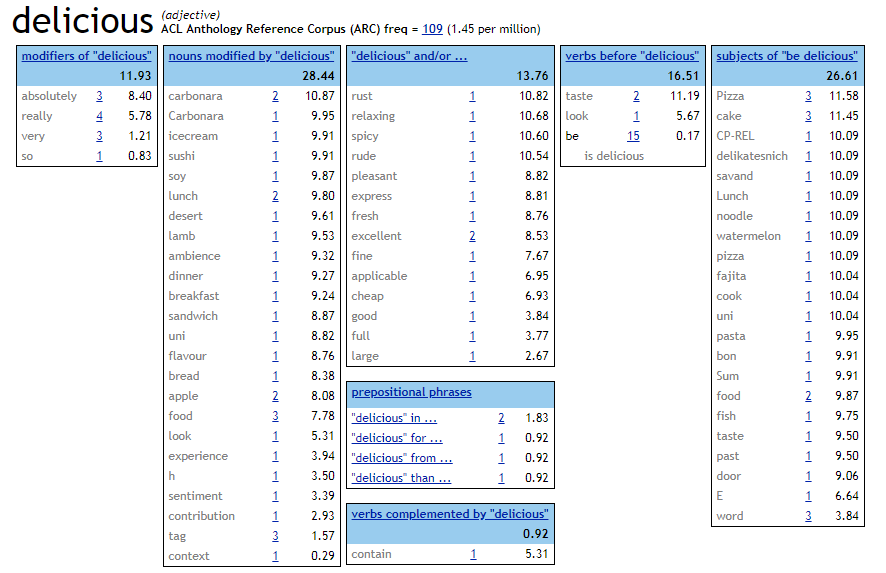 delicious (adjective)
ACL Anthology Reference Corpus (ARC) freq = 109 (1.45 per million)
modifiers of "delicious"
11.93
absolutely 3 8.40
really 4 5.78
very 3 1.21
so 1 0.83
nouns modified by "delicious"
28.44
carbonara 2 10.87
Carbonara 1 9.95
icecream 1 9.91
sushi 1 9.91
soy 1 9.87
lunch 2 9.80
desert 1 9.61
lamb 1 9.53
ambience 1 9.32
dinner 1 9.27
breakfast 1 9.24
sandwich 1 8.87
uni 1 8.82
flavour 1 8.76
bread 1 8.38
apple 2 8.08
food 3 7.78
look 1 5.31
experience 1 3.94
h 1 3.50
sentiment 1 3.39
contribution 1 2.93
tag 3 1.57
context 1 0.29
"delicious" and/or ...
13.76
rust 1 10.82
relaxing 1 10.68
spicy 1 10.60
rude 1 10.54
pleasant 1 8.82
express 1 8.81
fresh 1 8.76
excellent 2 8.53
fine 1 7.67
applicable 1 6.95
cheap 1 6.93
good 1 3.84
full 1 3.77
large 1 2.67
prepositional phrases
"delicious" in ... 2 1.83
"delicious" for ... 1 0.92
"delicious" from ... 1 0.92
"delicious" than ... 1 0.92
verbs complemented by "delicious"
0.92
contain 1 5.31
verbs before "delicious"
16.51
taste 2 11.19
look 1 5.67
be 15 0.17
is delicious
subjects of "be delicious"
26.61
Pizza 3 11.58
cake 3 11.45
CP-REL 1 10.09
delikatesnich 1 10.09
savand 1 10.09
Lunch 1 10.09
noodle 1 10.09
watermelon 1 10.09
pizza 1 10.09
fajita 1 10.04
cook 1 10.04
uni 1 10.04
pasta 1 9.95
bon 1 9.91
Sum 1 9.91
food 2 9.87
fish 1 9.75
taste 1 9.50
past 1 9.50
door 1 9.06
E 1 6.64
word 3 3.84